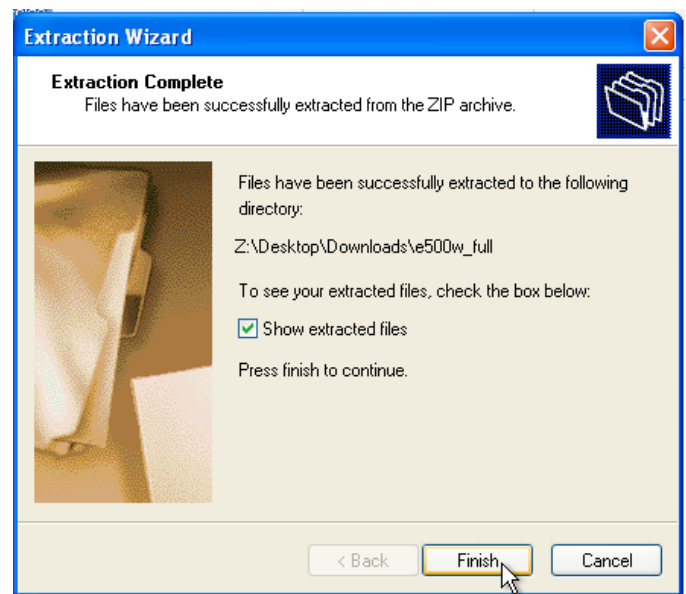 Extraction Wizard
Extraction Complete
Files have been successfully extracted from the ZIP archive.
Files have been successfully extracted to the following
directory:
Z:\Desktop\Downloads\e500w_full
To see your extracted files, check the box below:
Show extracted files
Press finish to continue.
< Back Finish Cancel